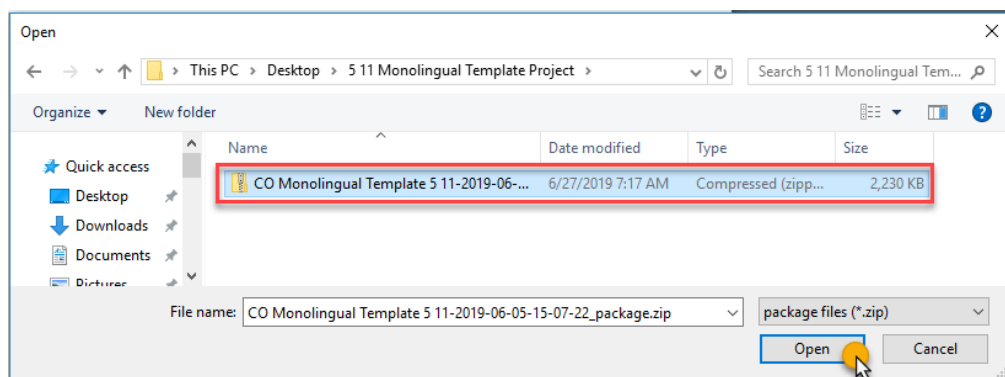 Open
This PC > Desktop > 5 11 Monolingual Template Project >
Search 5 11 Monolingual Tem...
Organize
New folder
Name
Date modified
Type
Size
Quick access
CO Monolingual Template 5 11-2019-06-...
6/27/2019 7:17 AM
Compressed (zipp...
2,230 KB
Desktop
Downloads
Documents
Pictures
File name:
CO Monolingual Template 5 11-2019-06-05-15-07-22_package.zip
package files (*.zip)
Open
Cancel